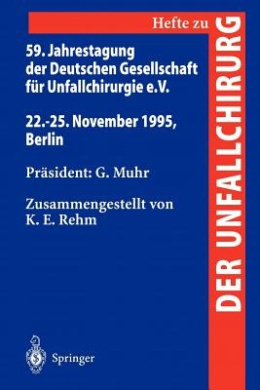 Hefte zu
DER UNFALLCHIRURG
59. Jahrestagung
der Deutschen Gesellschaft
für Unfallchirurgie e.V.
22.-25. November 1995,
Berlin
Präsident: G. Muhr
Zusammengestellt von
K. E. Rehm
Springer